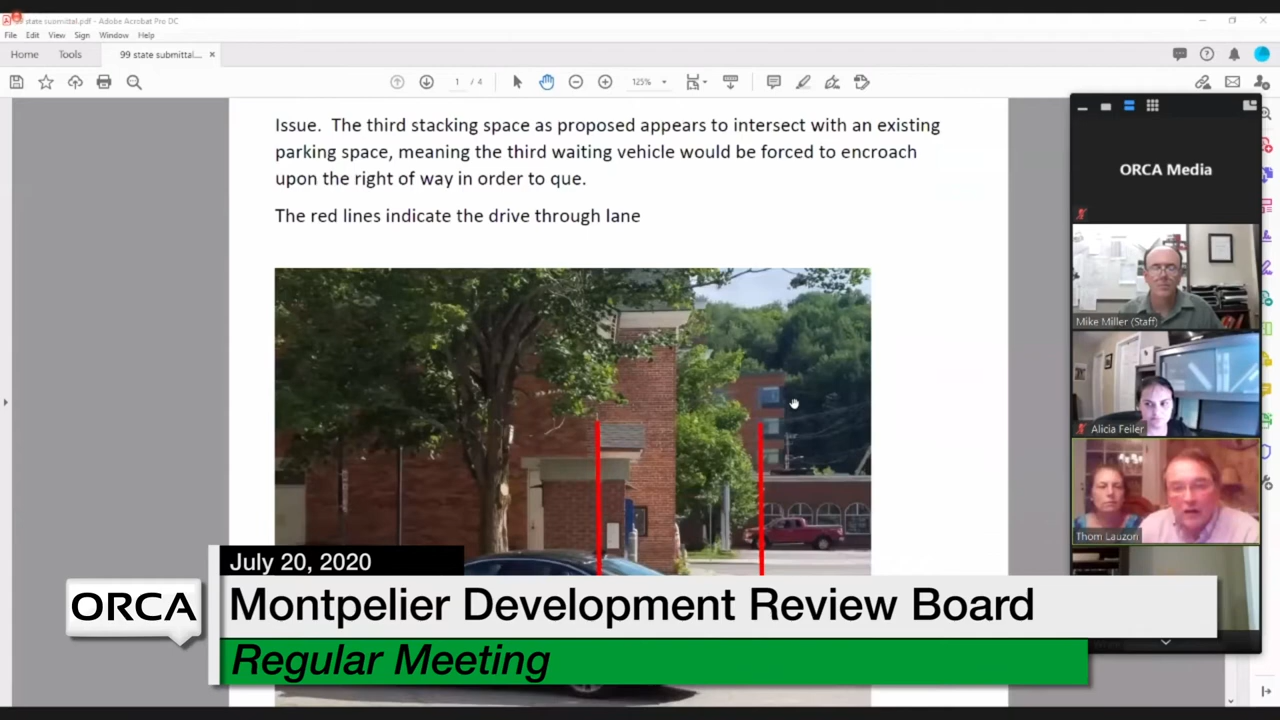 99 state submittal.pdf - Adobe Acrobat Pro DC
File Edit View Sign Window Help
Home Tools 99 state submittal... ×
1 / 4 125%
Issue. The third stacking space as proposed appears to intersect with an existing
parking space, meaning the third waiting vehicle would be forced to encroach
upon the right of way in order to que.
The red lines indicate the drive through lane
ORCA Media
Mike Miller (Staff)
Alicia Feiler
Thom Lauzon
July 20, 2020
ORCA
Montpelier Development Review Board
Regular Meeting